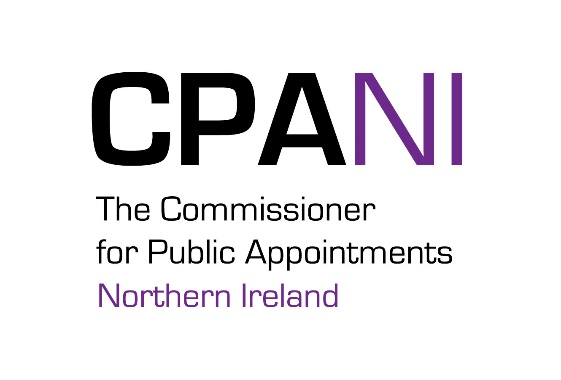 CPANI
The Commissioner
for Public Appointments
Northern Ireland